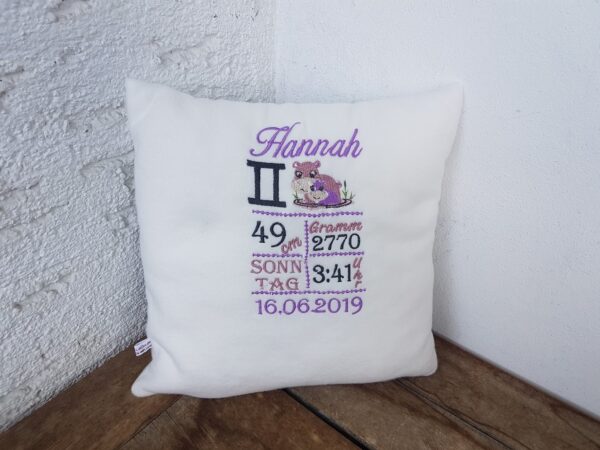 Hannah
II
49 cm
Gramm
2770
SONN
TAG
3:41 Uhr
16.06.2019